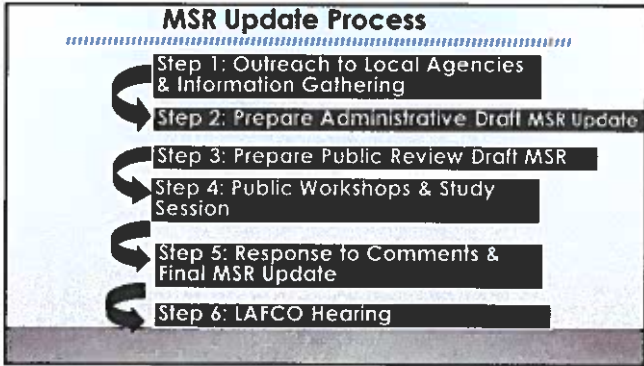 MSR Update Process
Step 1: Outreach to Local Agencies
& Information Gathering
Step 2: Prepare Administrative Draft MSR Update
Step 3: Prepare Public Review Draft MSR
Step 4: Public Workshops & Study
Session
Step 5: Response to Comments &
Final MSR Update
Step 6: LAFCO Hearing